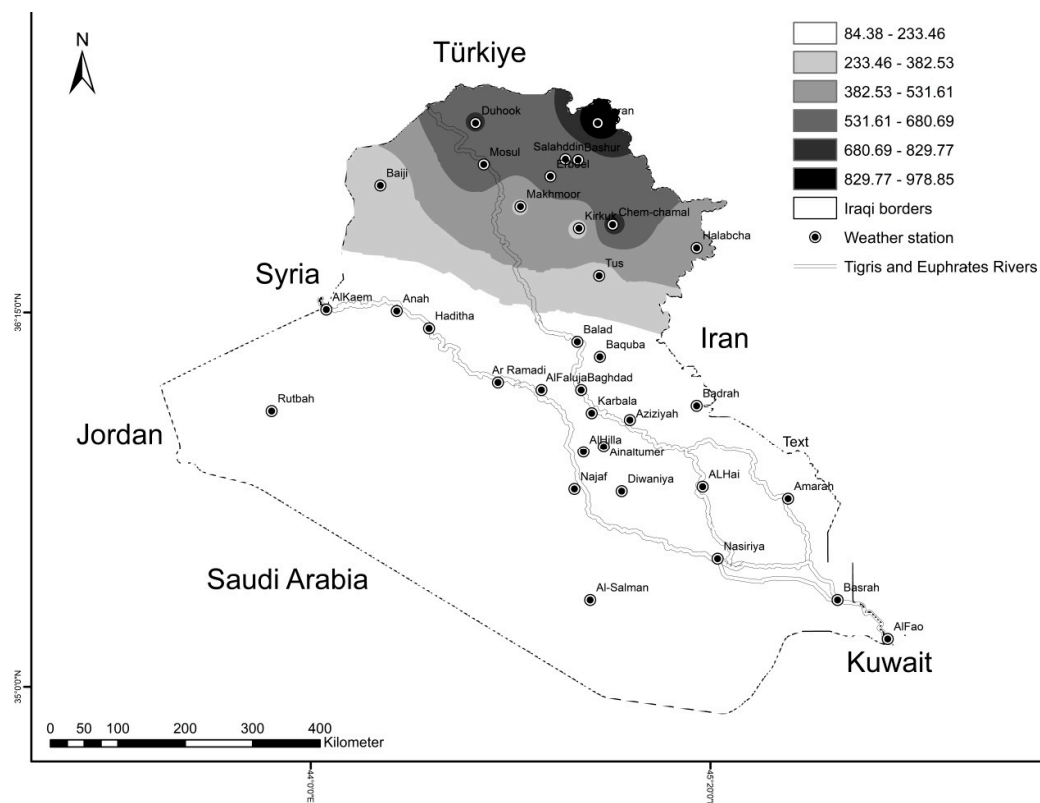 N
Türkiye
84.38 - 233.46
233.46 - 382.53
382.53 - 531.61
531.61 - 680.69
680.69 - 829.77
829.77 - 978.85
Iraqi borders
Weather station
Tigris and Euphrates Rivers
Duhook
Salahddin
Bashur
Mosul
Erbeel
Baiji
Makhmoor
Kirkuk
Chem-chamal
Halabcha
Tus
Syria
AlKaem
Anah
Haditha
Iran
Balad
Baquba
Ar Ramadi
AlFaluja
Baghdad
Rutbah
Karbala
Aziziyah
Badrah
Jordan
AlHilla
Ainaltumer
Text
Najaf
Diwaniya
ALHai
Amarah
Nasiriya
Saudi Arabia
Al-Salman
Basrah
AlFao
Kuwait
36°15'0"N
0 50 100 200 300 400
Kilometer
44°0'0"E
45°20'0"